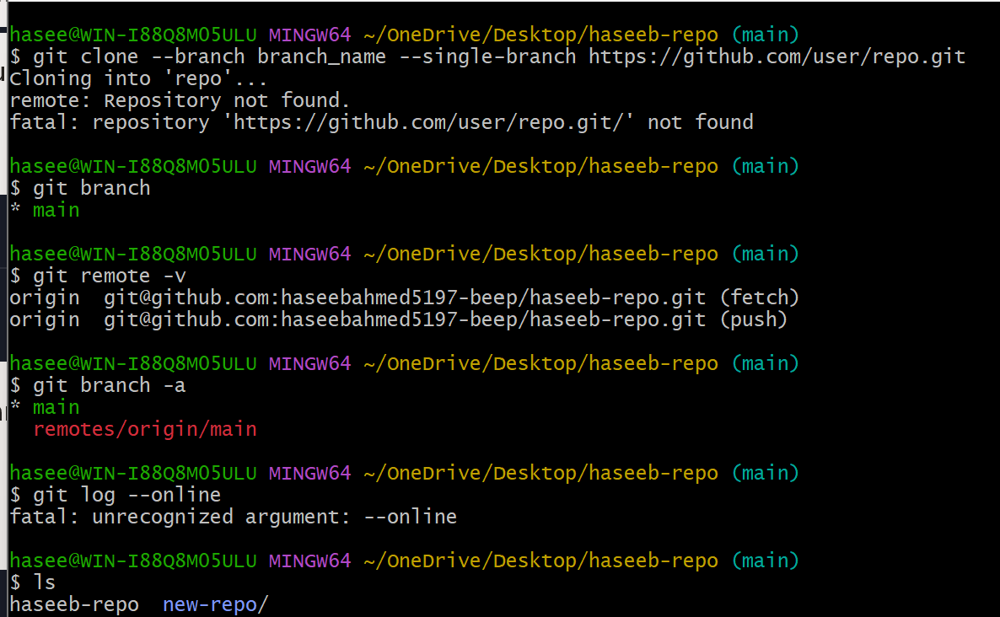 hasee@WIN-I88Q8MO5ULU MINGW64 ~/OneDrive/Desktop/haseeb-repo (main)
$ git clone --branch branch_name --single-branch https://github.com/user/repo.git
Cloning into 'repo'...
remote: Repository not found.
fatal: repository 'https://github.com/user/repo.git/' not found
hasee@WIN-I88Q8MO5ULU MINGW64 ~/OneDrive/Desktop/haseeb-repo (main)
$ git branch
* main
hasee@WIN-I88Q8MO5ULU MINGW64 ~/OneDrive/Desktop/haseeb-repo (main)
$ git remote -v
origin  git@github.com:haseebahmed5197-beep/haseeb-repo.git (fetch)
origin  git@github.com:haseebahmed5197-beep/haseeb-repo.git (push)
hasee@WIN-I88Q8MO5ULU MINGW64 ~/OneDrive/Desktop/haseeb-repo (main)
$ git branch -a
* main
  remotes/origin/main
hasee@WIN-I88Q8MO5ULU MINGW64 ~/OneDrive/Desktop/haseeb-repo (main)
$ git log --online
fatal: unrecognized argument: --online
hasee@WIN-I88Q8MO5ULU MINGW64 ~/OneDrive/Desktop/haseeb-repo (main)
$ ls
haseeb-repo  new-repo/